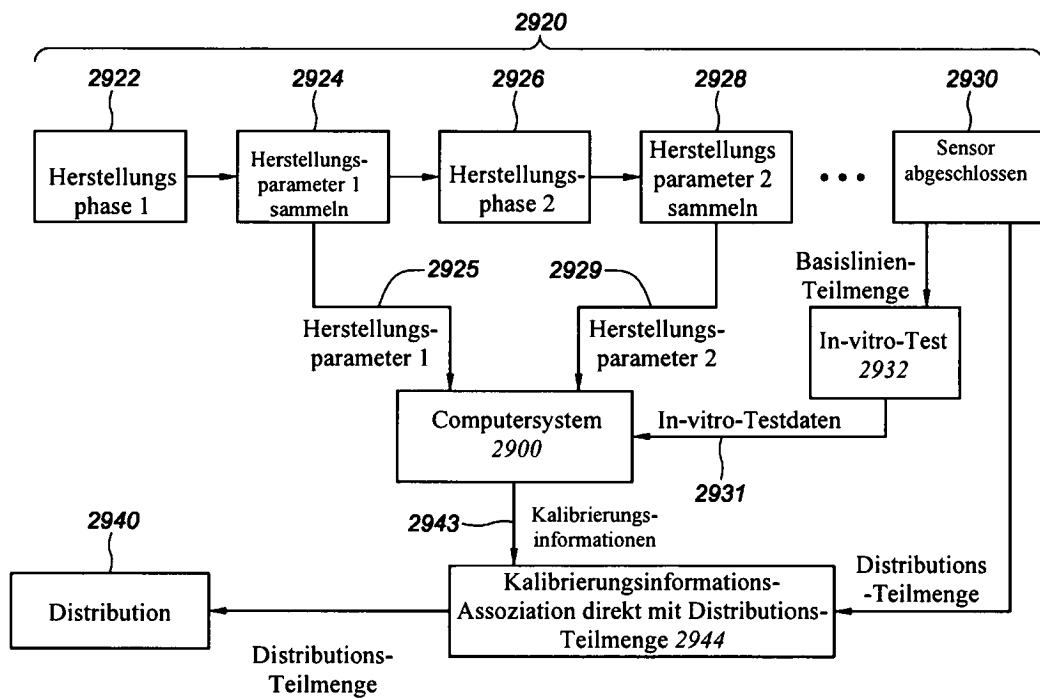 2920
2922
2924
2926
2928
2930
Herstellungs
phase 1
Herstellungs-
parameter 1
sammeln
Herstellungs-
phase 2
Herstellungs
parameter 2
sammeln
Sensor
abgeschlossen
2925
2929
Basislinien-
Teilmenge
Herstellungs-
parameter 1
Herstellungs-
parameter 2
In-vitro-Test
2932
Computersystem
2900
In-vitro-Testdaten
2931
2943
Kalibrierungs-
informationen
2940
Distribution
Kalibrierungsinformations-
Assoziation direkt mit Distributions-
Teilmenge 2944
Distributions
-Teilmenge
Distributions-
Teilmenge